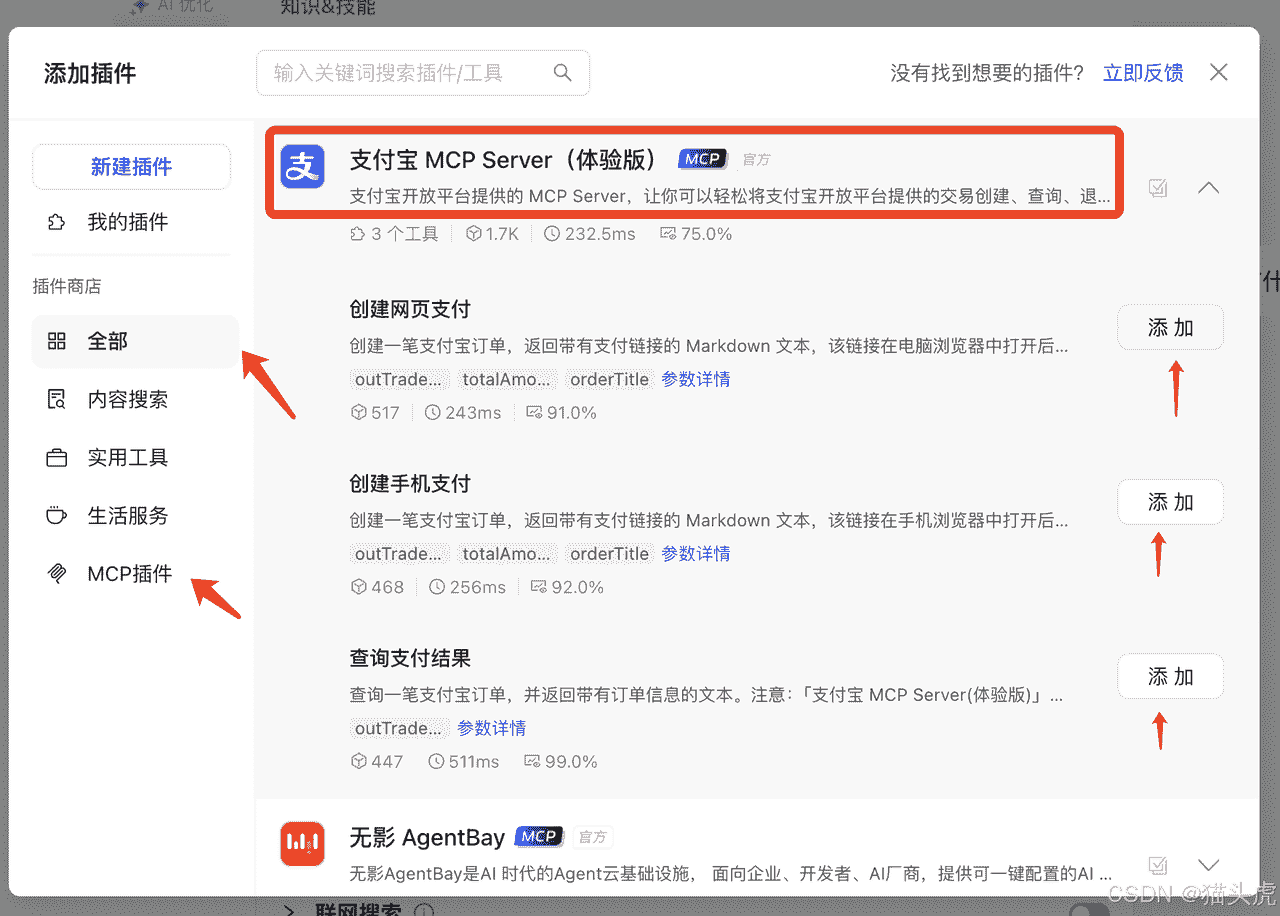 AI 优化
知识&技能
添加插件
输入关键词搜索插件/工具
没有找到想要的插件? 立即反馈
新建插件
我的插件
插件商店
全部
内容搜索
实用工具
生活服务
MCP插件
支付宝 MCP Server（体验版） MCP 官方
支付宝开放平台提供的 MCP Server，让你可以轻松将支付宝开放平台提供的交易创建、查询、退...
3 个工具 1.7K 232.5ms 75.0%
创建网页支付
创建一笔支付宝订单，返回带有支付链接的 Markdown 文本，该链接在电脑浏览器中打开后...
添 加
outTrade... totalAmo... orderTitle 参数详情
517 243ms 91.0%
创建手机支付
创建一笔支付宝订单，返回带有支付链接的 Markdown 文本，该链接在手机浏览器中打开后...
添 加
outTrade... totalAmo... orderTitle 参数详情
468 256ms 92.0%
查询支付结果
查询一笔支付宝订单，并返回带有订单信息的文本。注意：「支付宝 MCP Server(体验版)」...
添 加
outTrade... 参数详情
447 511ms 99.0%
无影 AgentBay MCP 官方
无影AgentBay是AI 时代的Agent云基础设施， 面向企业、开发者、AI厂商，提供可一键配置的AI ...
联网搜索
CSDN @猫头虎